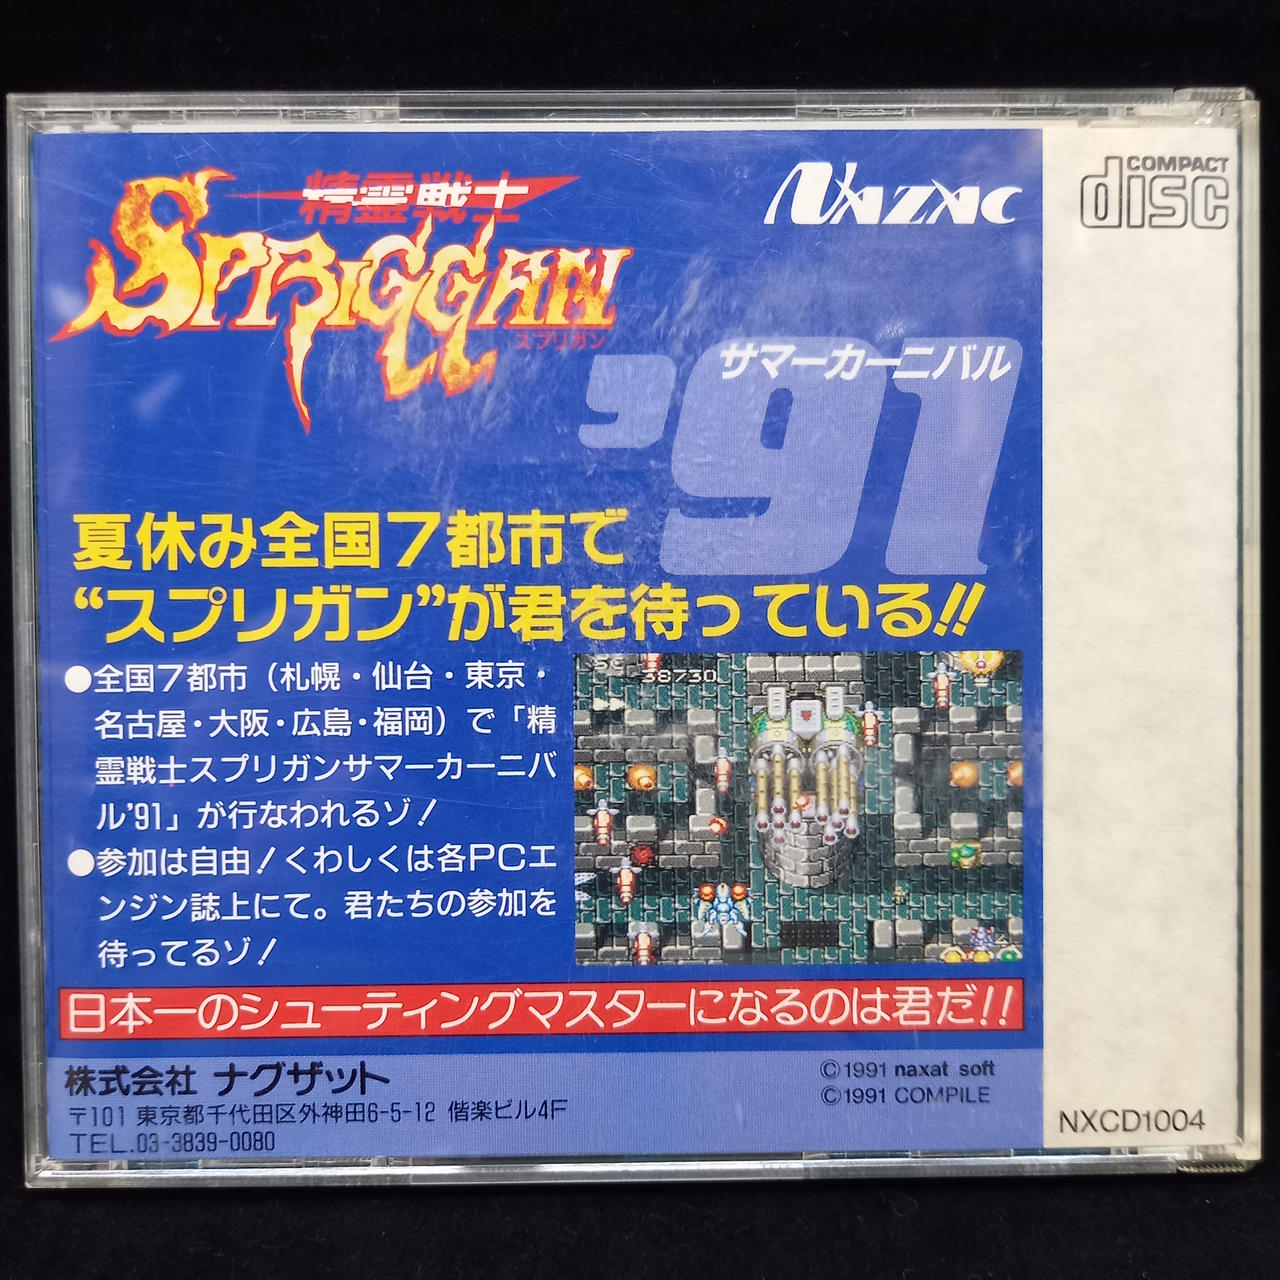 精霊戦士
SPRIGGAN
スプリガン
NAXAT
COMPACT
disc
サマーカーニバル
'91
夏休み全国7都市で
“スプリガン”が君を待っている!!
●全国7都市（札幌・仙台・東京・
名古屋・大阪・広島・福岡）で「精
霊戦士スプリガンサマーカーニバ
ル'91」が行なわれるゾ！
●参加は自由！くわしくは各PCエ
ンジン誌上にて。君たちの参加を
待ってるゾ！
38730
日本一のシューティングマスターになるのは君だ!!
株式会社 ナグザット
〒101 東京都千代田区外神田6-5-12 偕楽ビル4F
TEL.03-3839-0080
©1991 naxat soft
©1991 COMPILE
NXCD1004